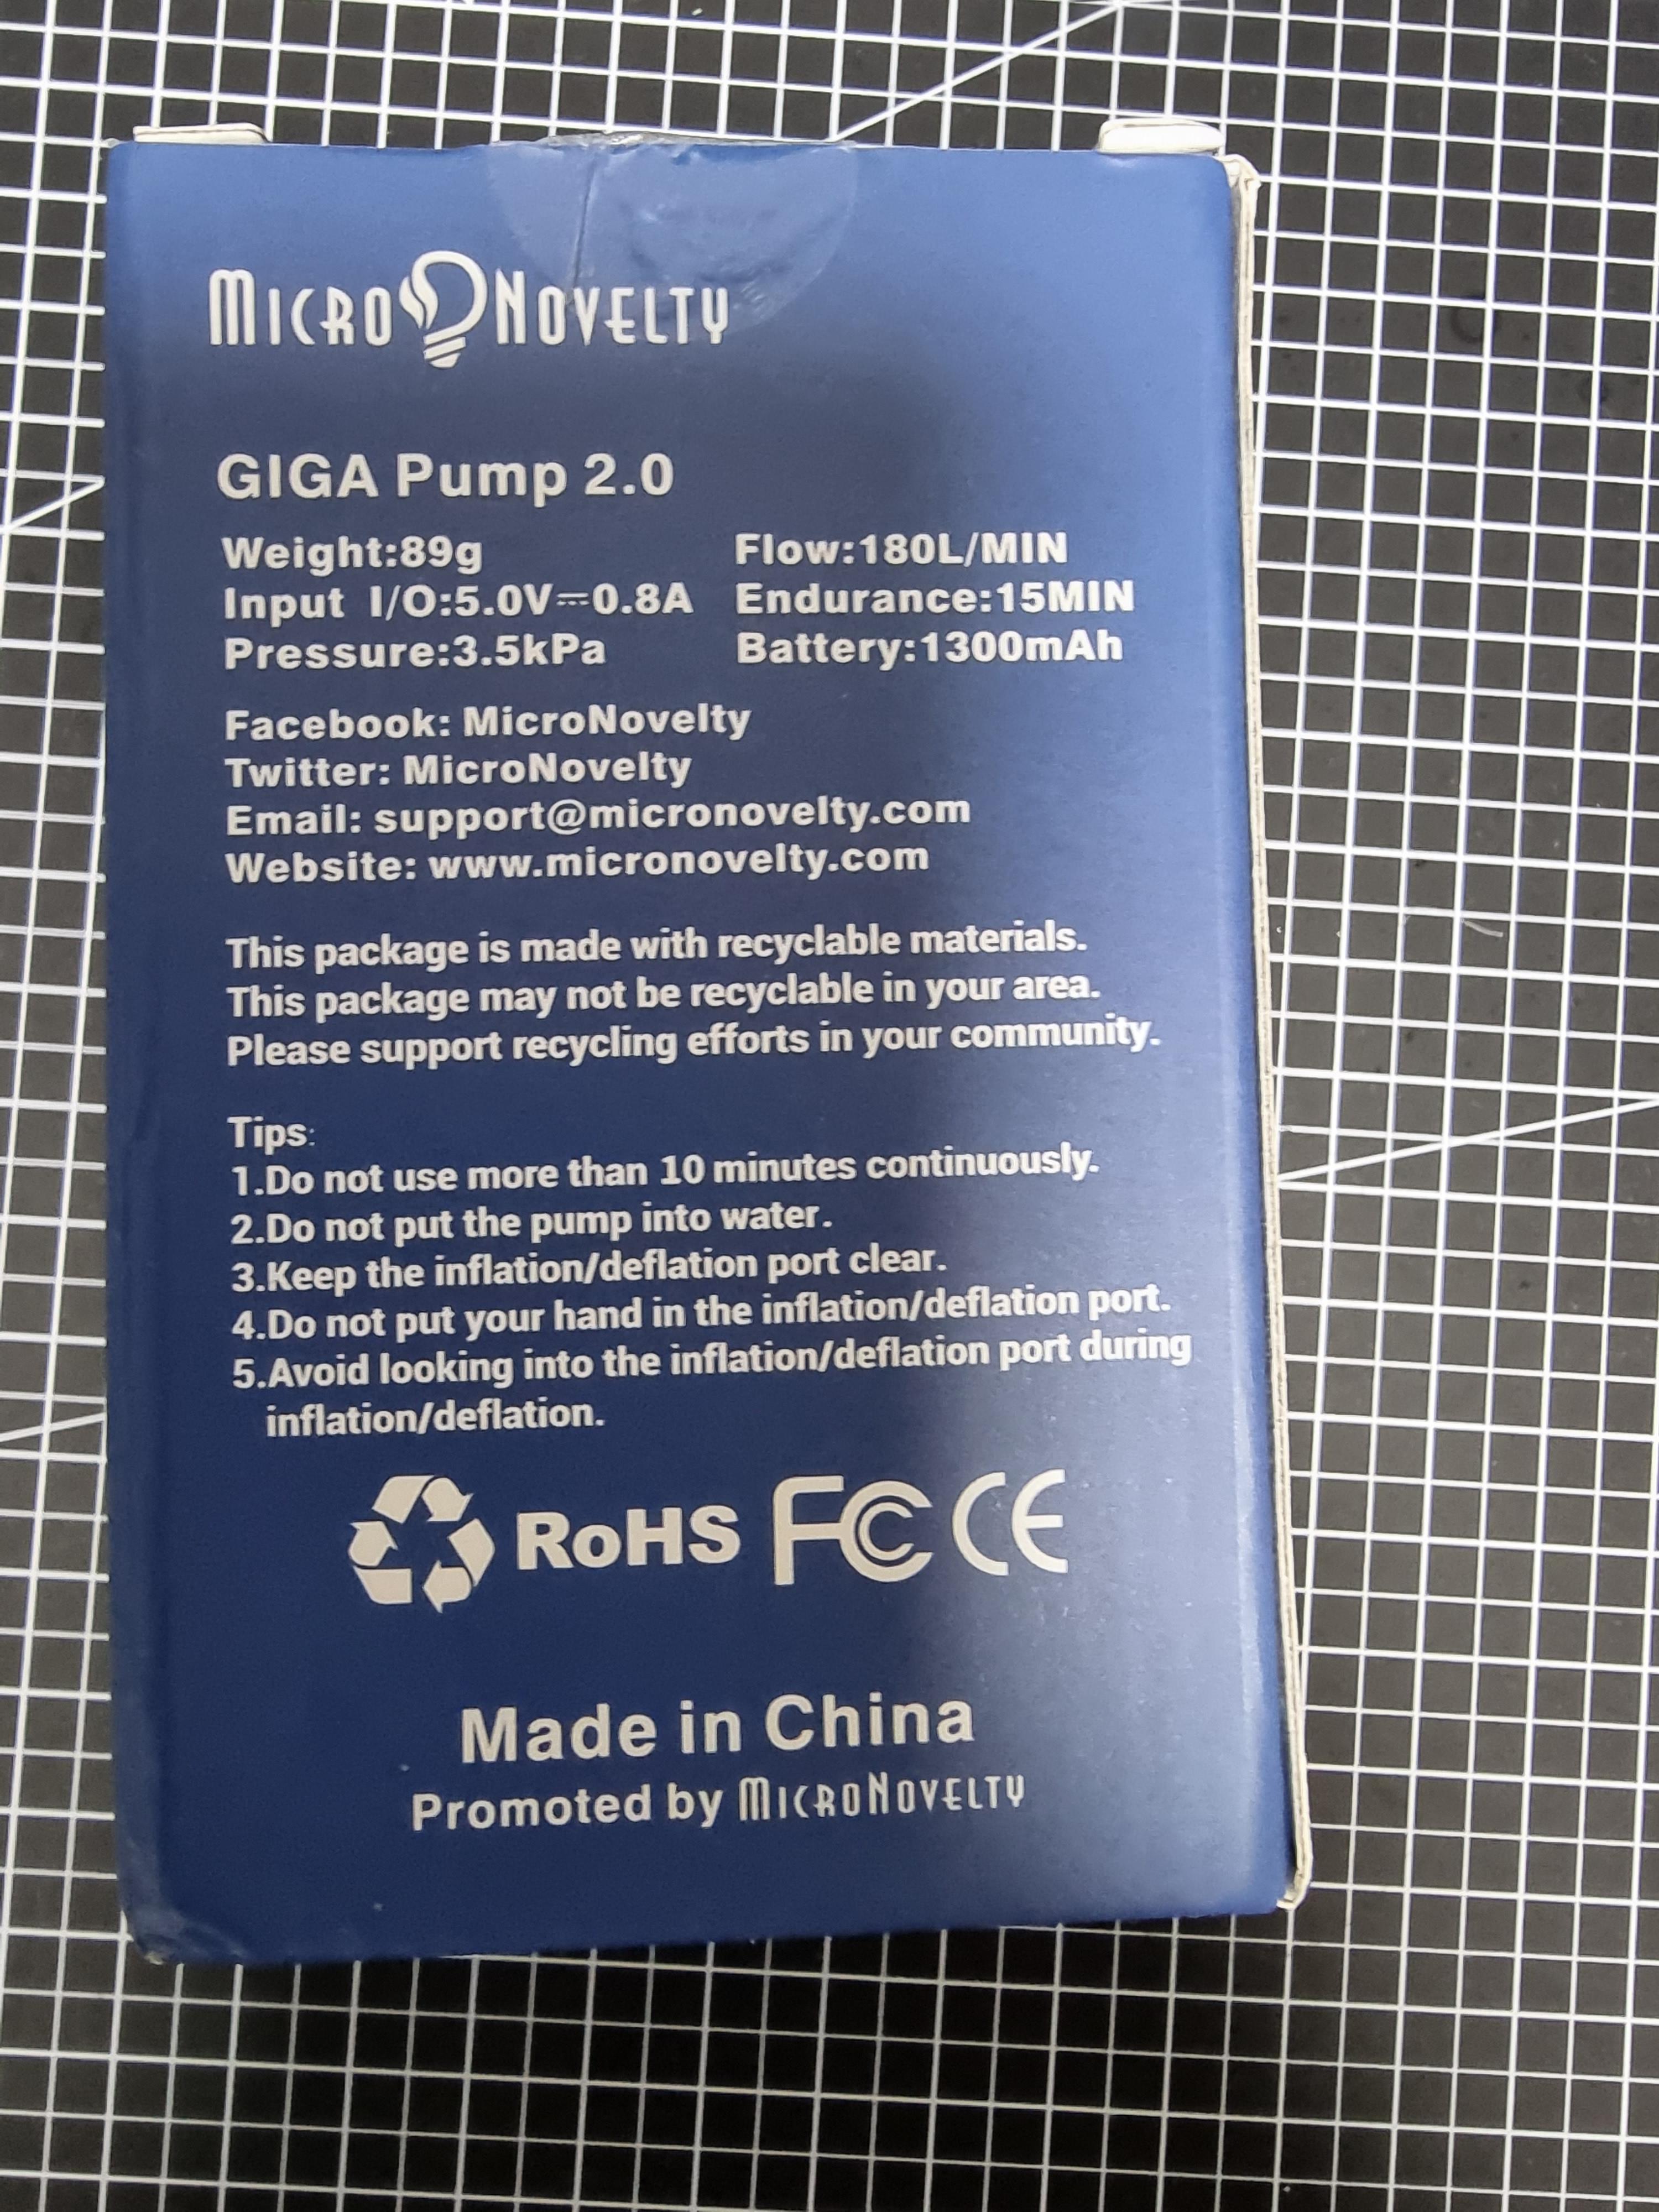 MICRO NOVELTY
GIGA Pump 2.0
Weight:89g Flow:180L/MIN
Input I/O:5.0V⎓0.8A Endurance:15MIN
Pressure:3.5kPa Battery:1300mAh
Facebook: MicroNovelty
Twitter: MicroNovelty
Email: support@micronovelty.com
Website: www.micronovelty.com
This package is made with recyclable materials.
This package may not be recyclable in your area.
Please support recycling efforts in your community.
Tips:
1.Do not use more than 10 minutes continuously.
2.Do not put the pump into water.
3.Keep the inflation/deflation port clear.
4.Do not put your hand in the inflation/deflation port.
5.Avoid looking into the inflation/deflation port during
inflation/deflation.
RoHS FC CE
Made in China
Promoted by MICRONOVELTY